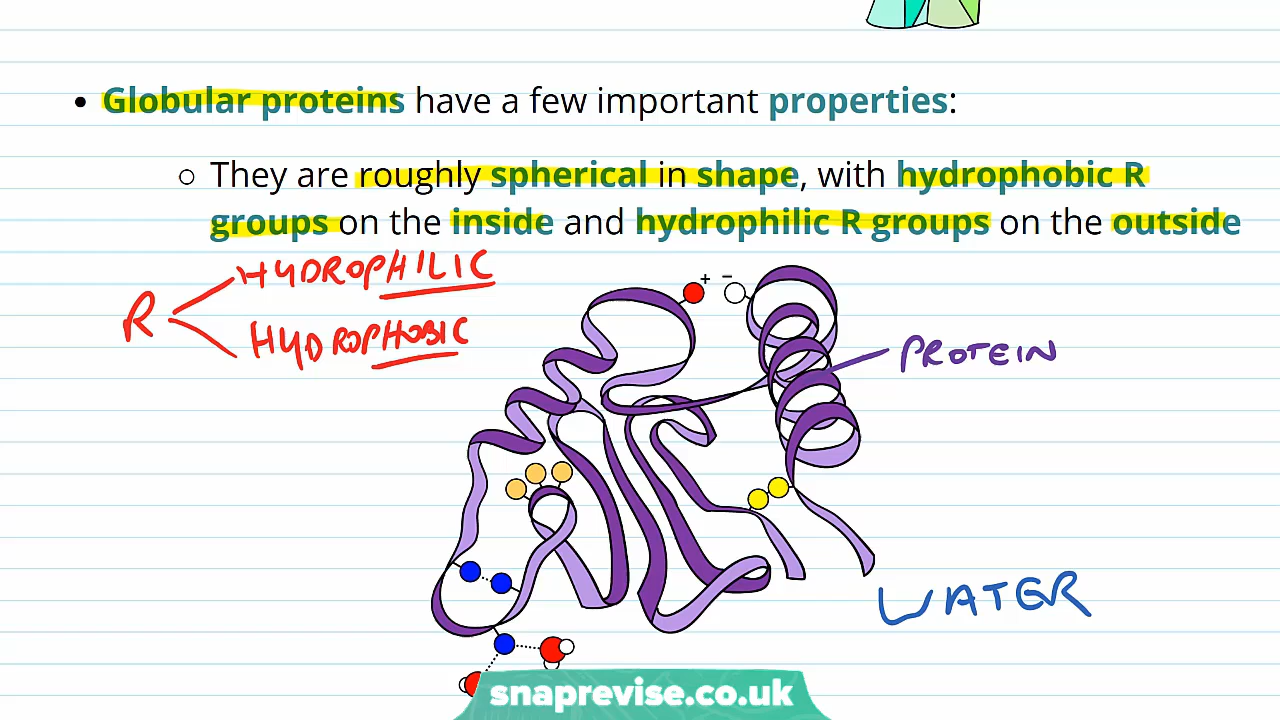 • Globular proteins have a few important properties:
○ They are roughly spherical in shape, with hydrophobic R
groups on the inside and hydrophilic R groups on the outside
R
HYDROPHILIC
HYDROPHOBIC
+ −
PROTEIN
WATER
snaprevise.co.uk